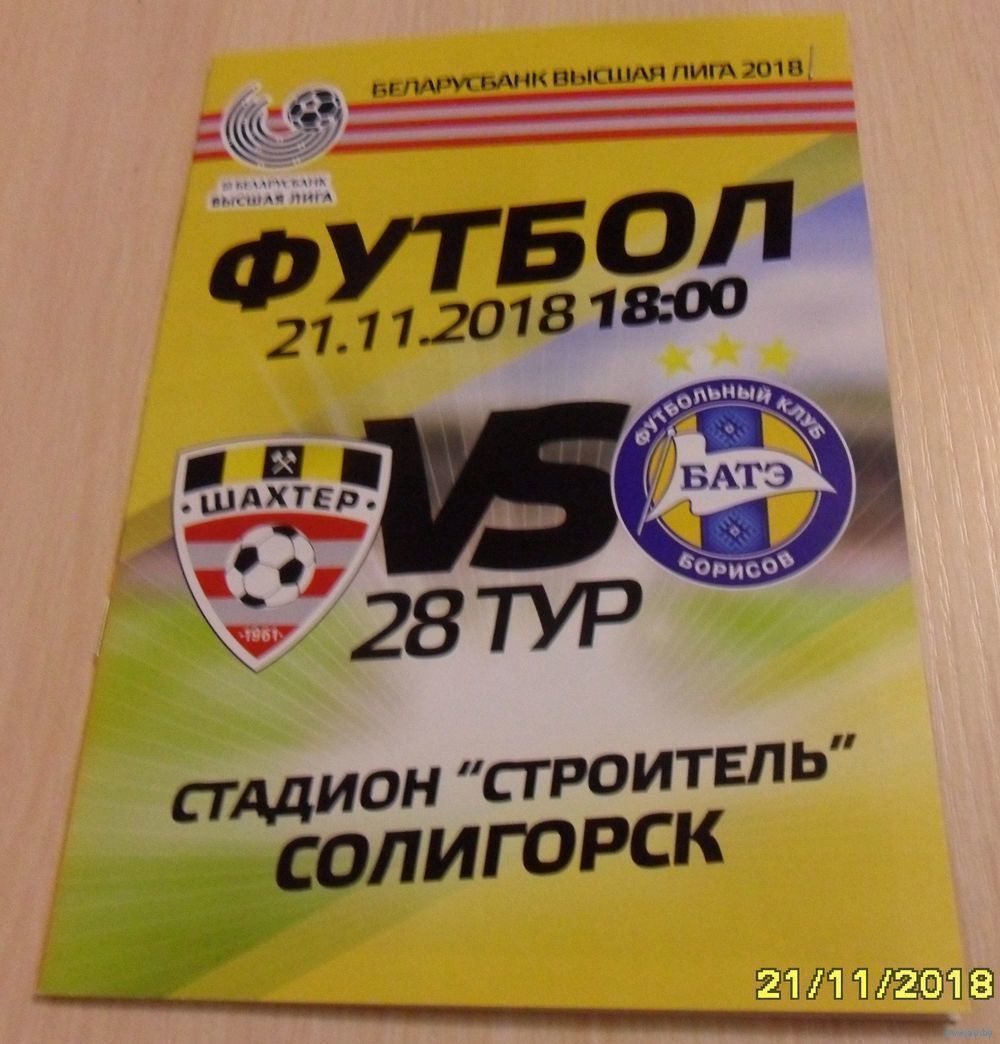 БЕЛАРУСБАНК ВЫСШАЯ ЛИГА 2018
БЕЛАРУСБАНК
ВЫСШАЯ ЛИГА
ФУТБОЛ
21.11.2018 18:00
VS
ФУТБОЛЬНЫЙ КЛУБ
БАТЭ
БОРИСОВ
·ШАХТЕР·
·1961·
28 ТУР
СТАДИОН "СТРОИТЕЛЬ"
СОЛИГОРСК
21/11/2018